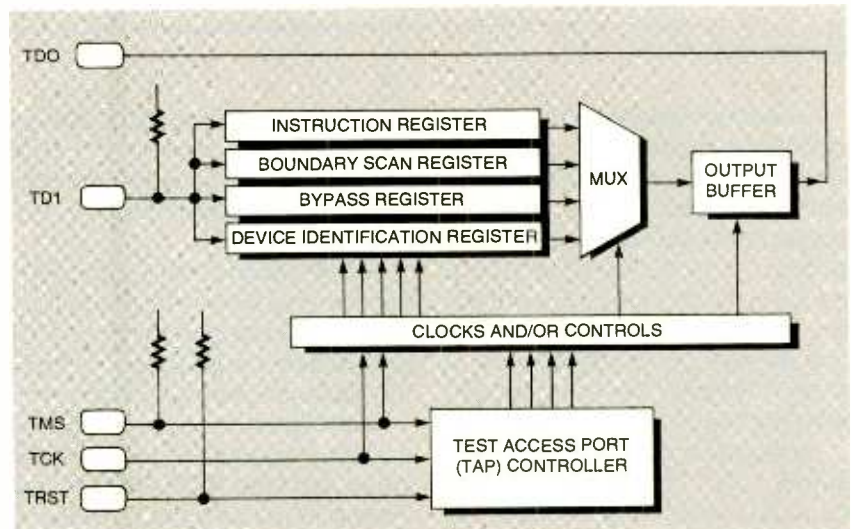 TDO
INSTRUCTION REGISTER
BOUNDARY SCAN REGISTER
MUX
OUTPUT
BUFFER
TD1
BYPASS REGISTER
DEVICE IDENTIFICATION REGISTER
CLOCKS AND/OR CONTROLS
TMS
TCK
TRST
TEST ACCESS PORT
(TAP) CONTROLLER